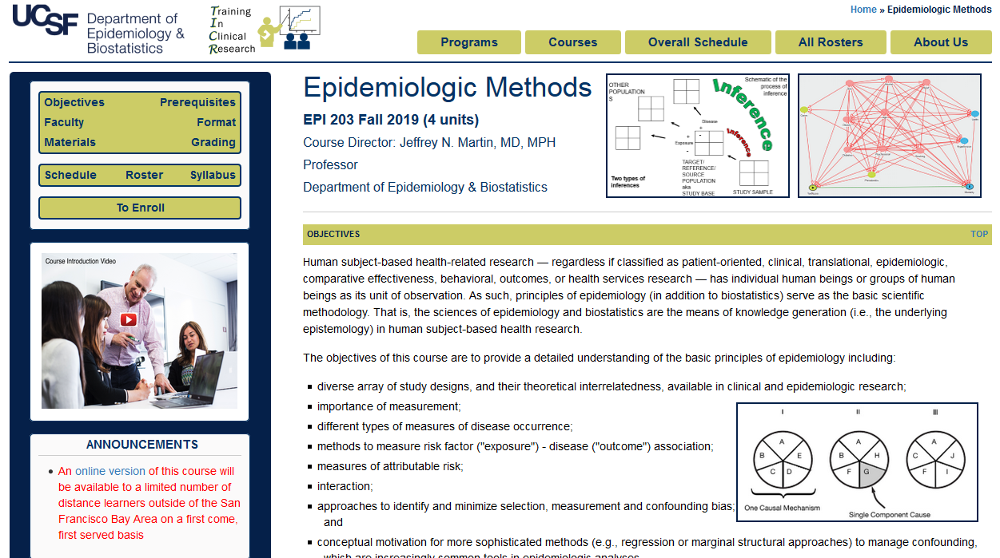 UCSF
Department of
Epidemiology &
Biostatistics
Training
In
Clinical
Research
Home » Epidemiologic Methods
Programs
Courses
Overall Schedule
All Rosters
About Us
Objectives Prerequisites
Faculty Format
Materials Grading
Schedule Roster Syllabus
To Enroll
Course Introduction Video
ANNOUNCEMENTS
An online version of this course will
be available to a limited number of
distance learners outside of the San
Francisco Bay Area on a first come,
first served basis
Epidemiologic Methods
EPI 203 Fall 2019 (4 units)
Course Director: Jeffrey N. Martin, MD, MPH
Professor
Department of Epidemiology & Biostatistics
OTHER
POPULATION
S
Inference
Schematic of the
process of
inference
Disease
+ -
Exposure
+
-
Inference
TARGET/
REFERENCE/
SOURCE
POPULATION
aka
STUDY BASE
Two types of
inferences
STUDY SAMPLE
OBJECTIVES TOP
Human subject-based health-related research — regardless if classified as patient-oriented, clinical, translational, epidemiologic,
comparative effectiveness, behavioral, outcomes, or health services research — has individual human beings or groups of human
beings as its unit of observation. As such, principles of epidemiology (in addition to biostatistics) serve as the basic scientific
methodology. That is, the sciences of epidemiology and biostatistics are the means of knowledge generation (i.e., the underlying
epistemology) in human subject-based health research.
The objectives of this course are to provide a detailed understanding of the basic principles of epidemiology including:
diverse array of study designs, and their theoretical interrelatedness, available in clinical and epidemiologic research;
importance of measurement;
different types of measures of disease occurrence;
methods to measure risk factor ("exposure") - disease ("outcome") association;
measures of attributable risk;
interaction;
approaches to identify and minimize selection, measurement and confounding bias;
and
conceptual motivation for more sophisticated methods (e.g., regression or marginal structural approaches) to manage confounding,
which are increasingly common tools in epidemiologic analyses.
I II III
A A A
B E B H C J
C D F G F I
One Causal Mechanism
Single Component Cause